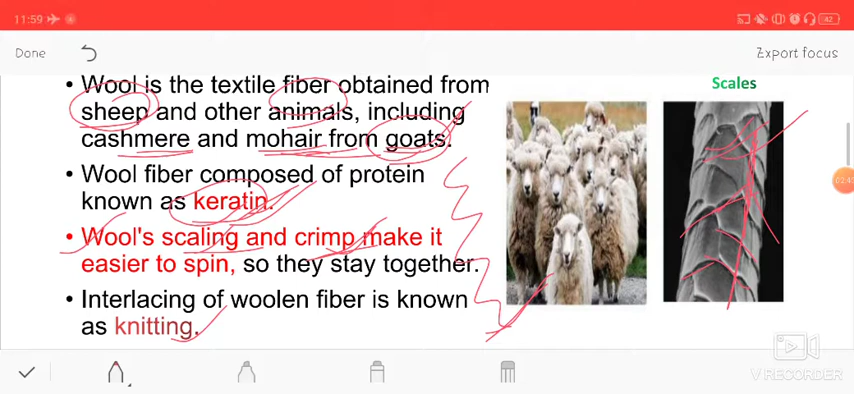 11:59
42
Done
Export focus
• Wool is the textile fiber obtained from
sheep and other animals, including
cashmere and mohair from goats.
• Wool fiber composed of protein
known as keratin.
• Wool's scaling and crimp make it
easier to spin, so they stay together.
• Interlacing of woolen fiber is known
as knitting.
Scales
V RECORDER